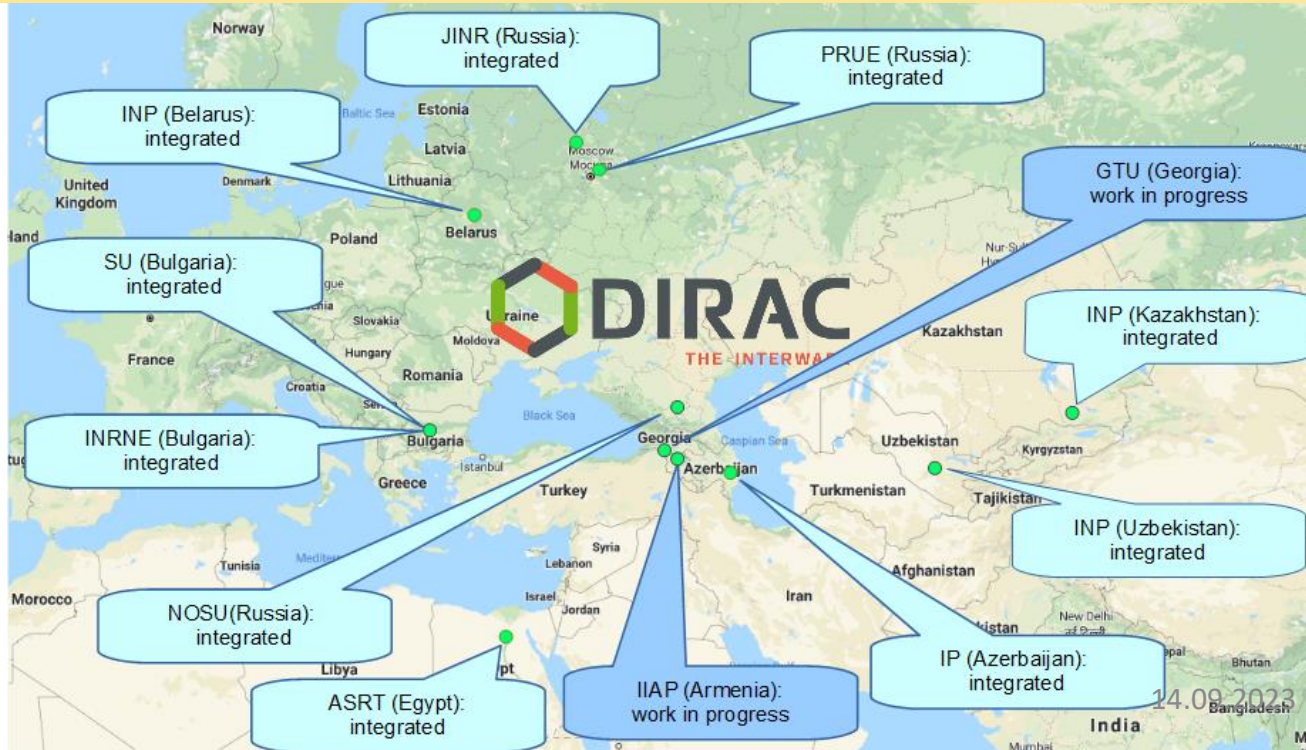 Norway
JINR (Russia):
integrated
PRUE (Russia):
integrated
INP (Belarus):
integrated
Baltic Sea
Estonia
Latvia
Moscow
Lithuania
Denmark
United
Kingdom
GTU (Georgia):
work in progress
Belarus
Poland
SU (Bulgaria):
integrated
DIRAC
THE INTERWA
Slovakia
Ukraine
Moldova
Hungary
France
Croatia
Romania
Kazakhstan
INP (Kazakhstan):
integrated
Black Sea
INRNE (Bulgaria):
integrated
Bulgaria
Istanbul
Georgia
Caspian Sea
Uzbekistan
Kyrgyzstan
Azerbaijan
Greece
Turkey
Turkmenistan
Tajikistan
INP (Uzbekistan):
integrated
Syria
Lebanon
Tunisia
Afghanistan
Iran
Israel
Jordan
Morocco
NOSU(Russia):
integrated
New Delhi
Libya
IP (Azerbaijan):
integrated
Bhutan
ASRT (Egypt):
integrated
IIAP (Armenia):
work in progress
14.09.2023
Bangladesh
India
Mumbai